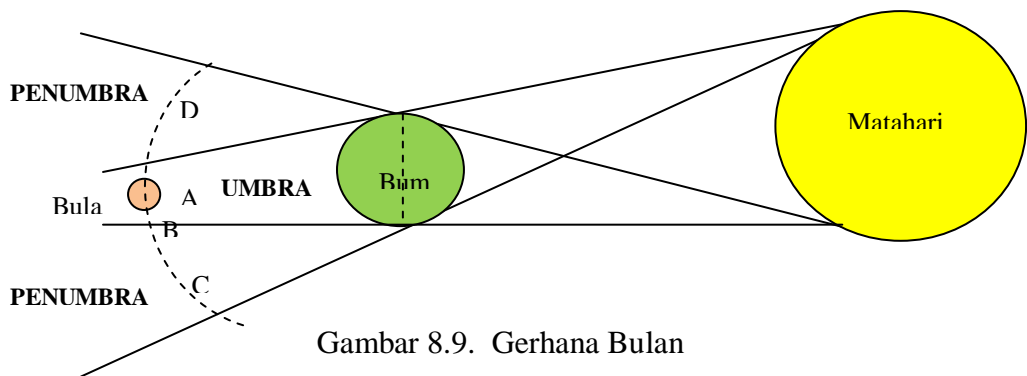 PENUMBRA
D
Matahari
Bum
UMBRA
A
Bula
B
C
PENUMBRA
Gambar 8.9. Gerhana Bulan